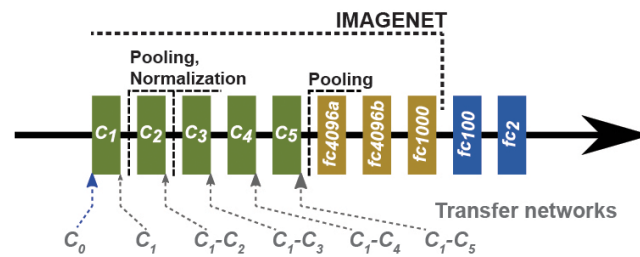 IMAGENET
Pooling,
Normalization
Pooling
C1 C2 C3 C4 C5 fc4096a fc4096b fc1000 fc100 fc2
Transfer networks
C0 C1 C1-C2 C1-C3 C1-C4 C1-C5